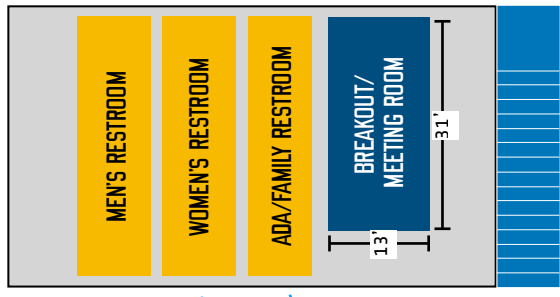 MEN'S RESTROOM
WOMEN'S RESTROOM
ADA/FAMILY RESTROOM
BREAKOUT/
MEETING ROOM
31'
13'